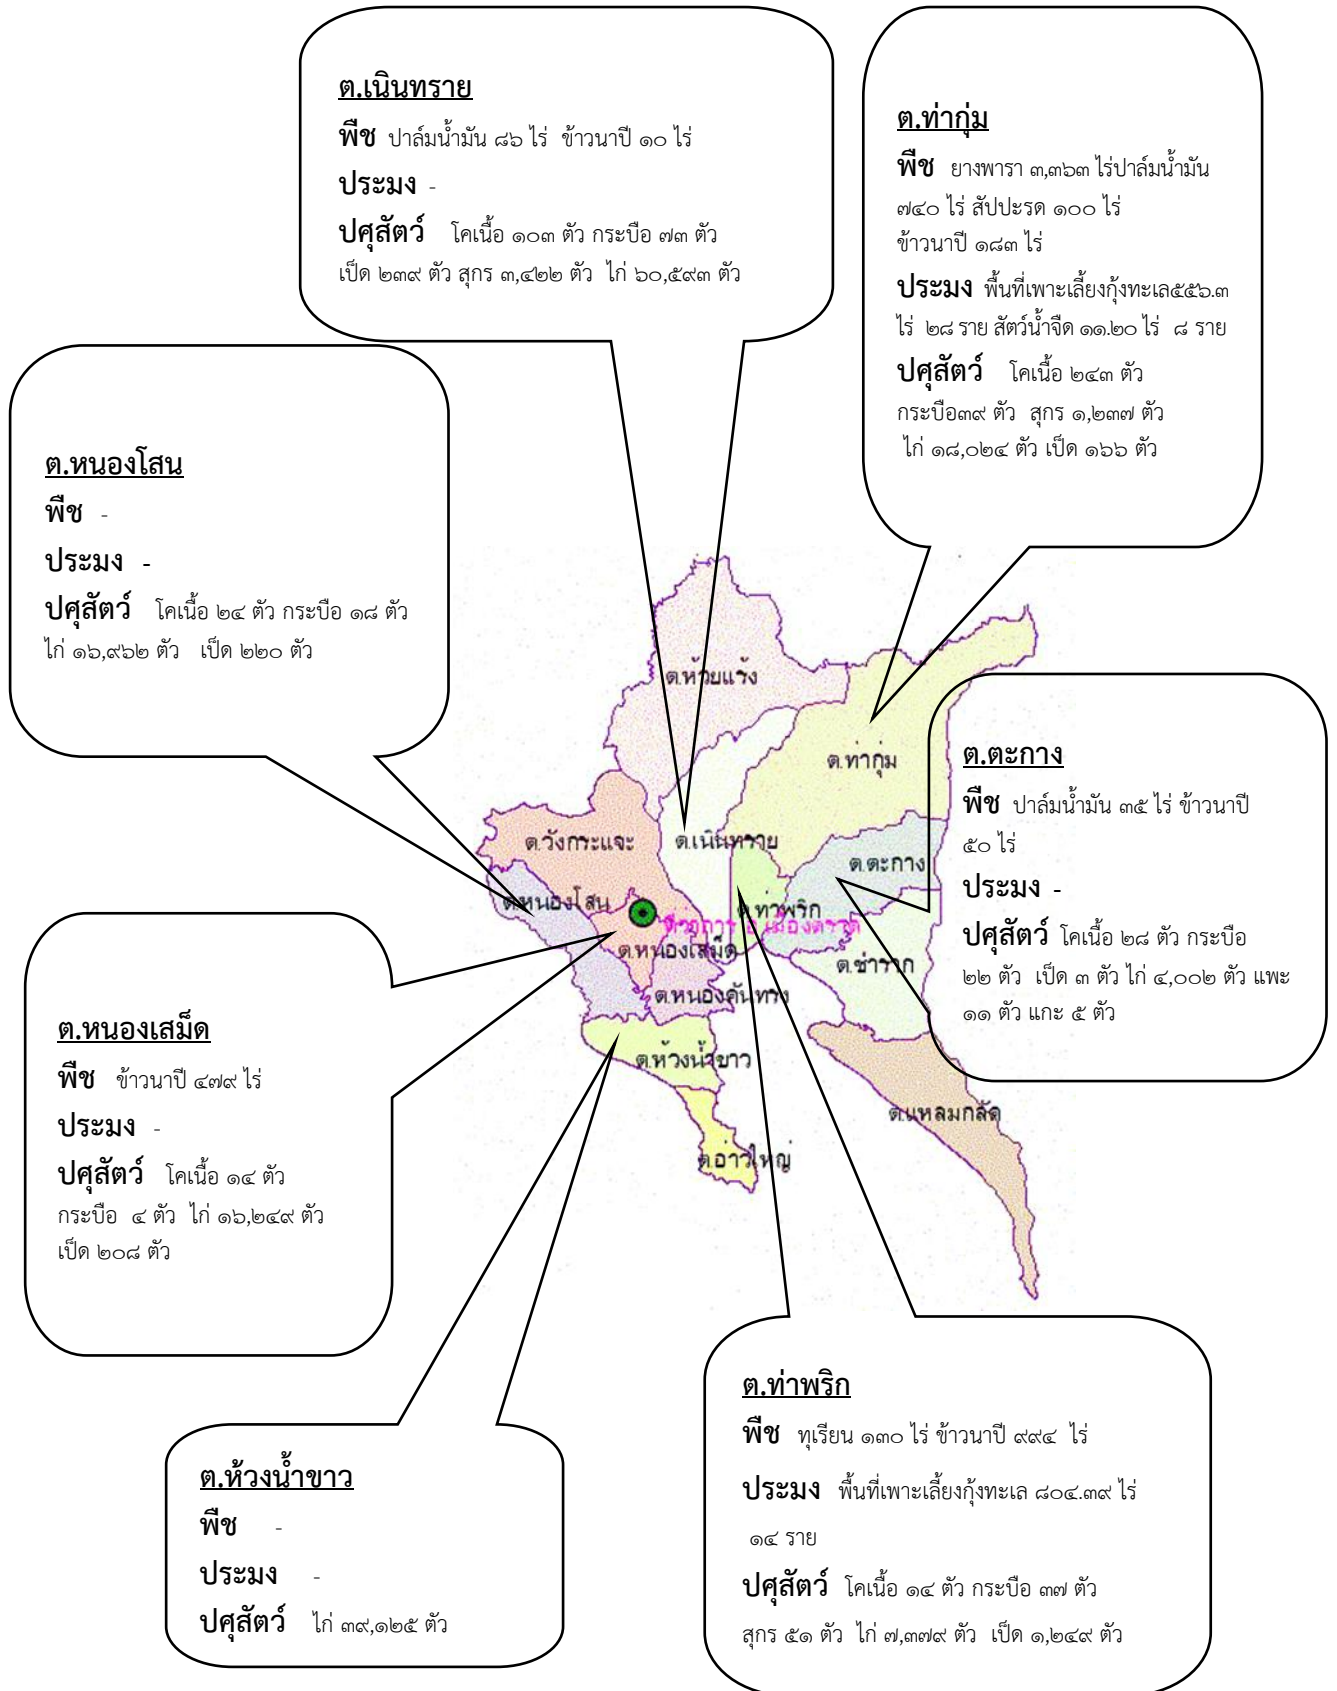 ต.เนินทราย
พืช ปาล์มน้ำมัน ๘๖ ไร่ ข้าวนาปี ๑๐ ไร่
ประมง -
ปศุสัตว์ โคเนื้อ ๑๐๓ ตัว กระบือ ๗๓ ตัว
เป็ด ๒๓๙ ตัว สุกร ๓,๔๒๒ ตัว ไก่ ๖๐,๕๙๓ ตัว
ต.ท่ากุ่ม
พืช ยางพารา ๓,๓๖๓ ไร่ปาล์มน้ำมัน
๗๔๐ ไร่ สัปปะรด ๑๐๐ ไร่
ข้าวนาปี ๑๘๓ ไร่
ประมง พื้นที่เพาะเลี้ยงกุ้งทะเล๕๕๖.๓
ไร่ ๒๘ ราย สัตว์น้ำจืด ๑๑.๒๐ ไร่ ๘ ราย
ปศุสัตว์ โคเนื้อ ๒๔๓ ตัว
กระบือ๓๙ ตัว สุกร ๑,๒๓๗ ตัว
ไก่ ๑๘,๐๒๔ ตัว เป็ด ๑๖๖ ตัว
ต.หนองโสน
พืช -
ประมง -
ปศุสัตว์ โคเนื้อ ๒๔ ตัว กระบือ ๑๘ ตัว
ไก่ ๑๖,๙๖๒ ตัว เป็ด ๒๒๐ ตัว
ต.ห้วยแร้ง
ต.ท่ากุ่ม
ต.วังกระแจะ
ต.เนินทราย
ต.ตะกาง
ต.หนองโสน
ต.ท่าพริก
ที่ว่าการ อ.เมืองตราด
ต.หนองเสม็ด
ต.ชำราก
ต.หนองคันทรง
ต.ห้วงน้ำขาว
ต.แหลมกลัด
ต.อ่าวใหญ่
ต.ตะกาง
พืช ปาล์มน้ำมัน ๓๕ ไร่ ข้าวนาปี
๕๐ ไร่
ประมง -
ปศุสัตว์ โคเนื้อ ๒๘ ตัว กระบือ
๒๒ ตัว เป็ด ๓ ตัว ไก่ ๔,๐๐๒ ตัว แพะ
๑๑ ตัว แกะ ๕ ตัว
ต.หนองเสม็ด
พืช ข้าวนาปี ๔๗๙ ไร่
ประมง -
ปศุสัตว์ โคเนื้อ ๑๔ ตัว
กระบือ ๔ ตัว ไก่ ๑๖,๒๔๙ ตัว
เป็ด ๒๐๘ ตัว
ต.ห้วงน้ำขาว
พืช -
ประมง -
ปศุสัตว์ ไก่ ๓๙,๑๒๕ ตัว
ต.ท่าพริก
พืช ทุเรียน ๑๓๐ ไร่ ข้าวนาปี ๙๙๔ ไร่
ประมง พื้นที่เพาะเลี้ยงกุ้งทะเล ๘๐๔.๓๙ ไร่
๑๔ ราย
ปศุสัตว์ โคเนื้อ ๑๔ ตัว กระบือ ๓๗ ตัว
สุกร ๕๑ ตัว ไก่ ๗,๓๗๙ ตัว เป็ด ๑,๒๔๙ ตัว